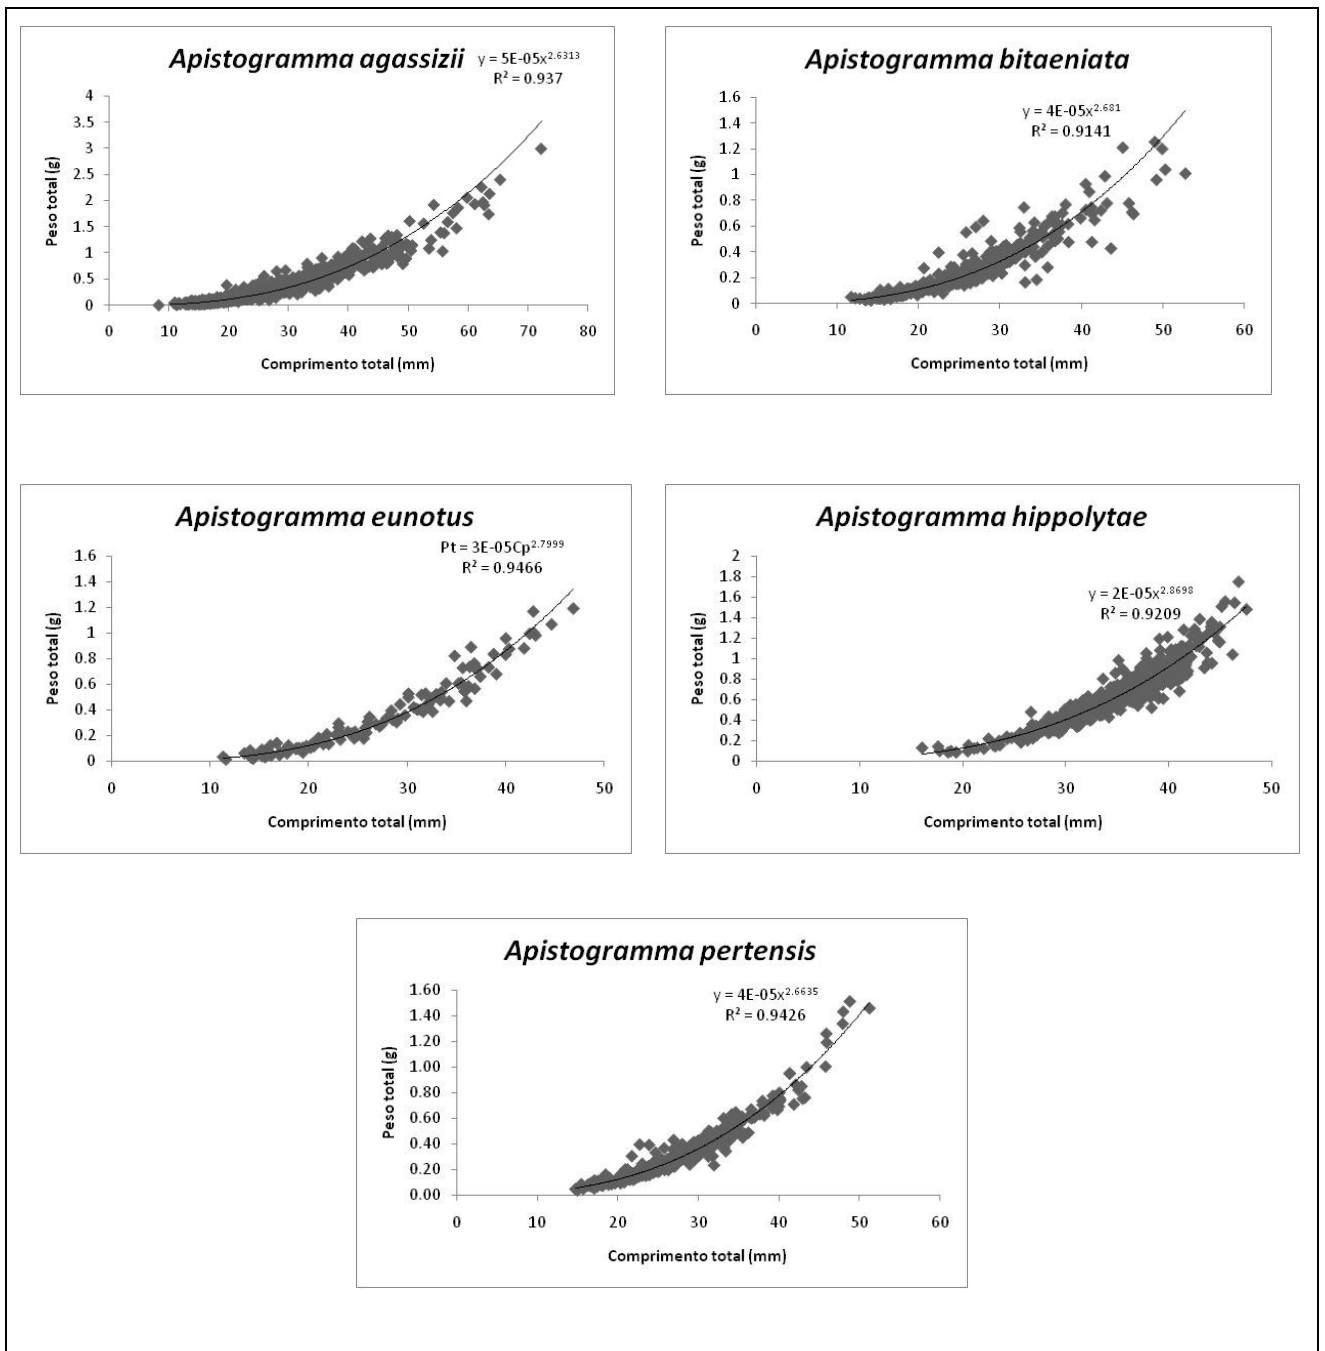 Apistogramma agassizii
y = 5E-05x^2.6313
R² = 0.937
4
3.5
3
2.5
2
1.5
1
0.5
0
Peso total (g)
0 10 20 30 40 50 60 70 80
Comprimento total (mm)
Apistogramma bitaeniata
y = 4E-05x^2.681
R² = 0.9141
1.6
1.4
1.2
1
0.8
0.6
0.4
0.2
0
Peso total (g)
0 10 20 30 40 50 60
Comprimento total (mm)
Apistogramma eunotus
Pt = 3E-05Cp^2.7999
R² = 0.9466
1.6
1.4
1.2
1
0.8
0.6
0.4
0.2
0
Peso total (g)
0 10 20 30 40 50
Comprimento total (mm)
Apistogramma hippolytae
y = 2E-05x^2.8698
R² = 0.9209
2
1.8
1.6
1.4
1.2
1
0.8
0.6
0.4
0.2
0
Peso total (g)
0 10 20 30 40 50
Comprimento total (mm)
Apistogramma pertensis
y = 4E-05x^2.6635
R² = 0.9426
1.60
1.40
1.20
1.00
0.80
0.60
0.40
0.20
0.00
Peso total (g)
0 10 20 30 40 50 60
Comprimento total (mm)